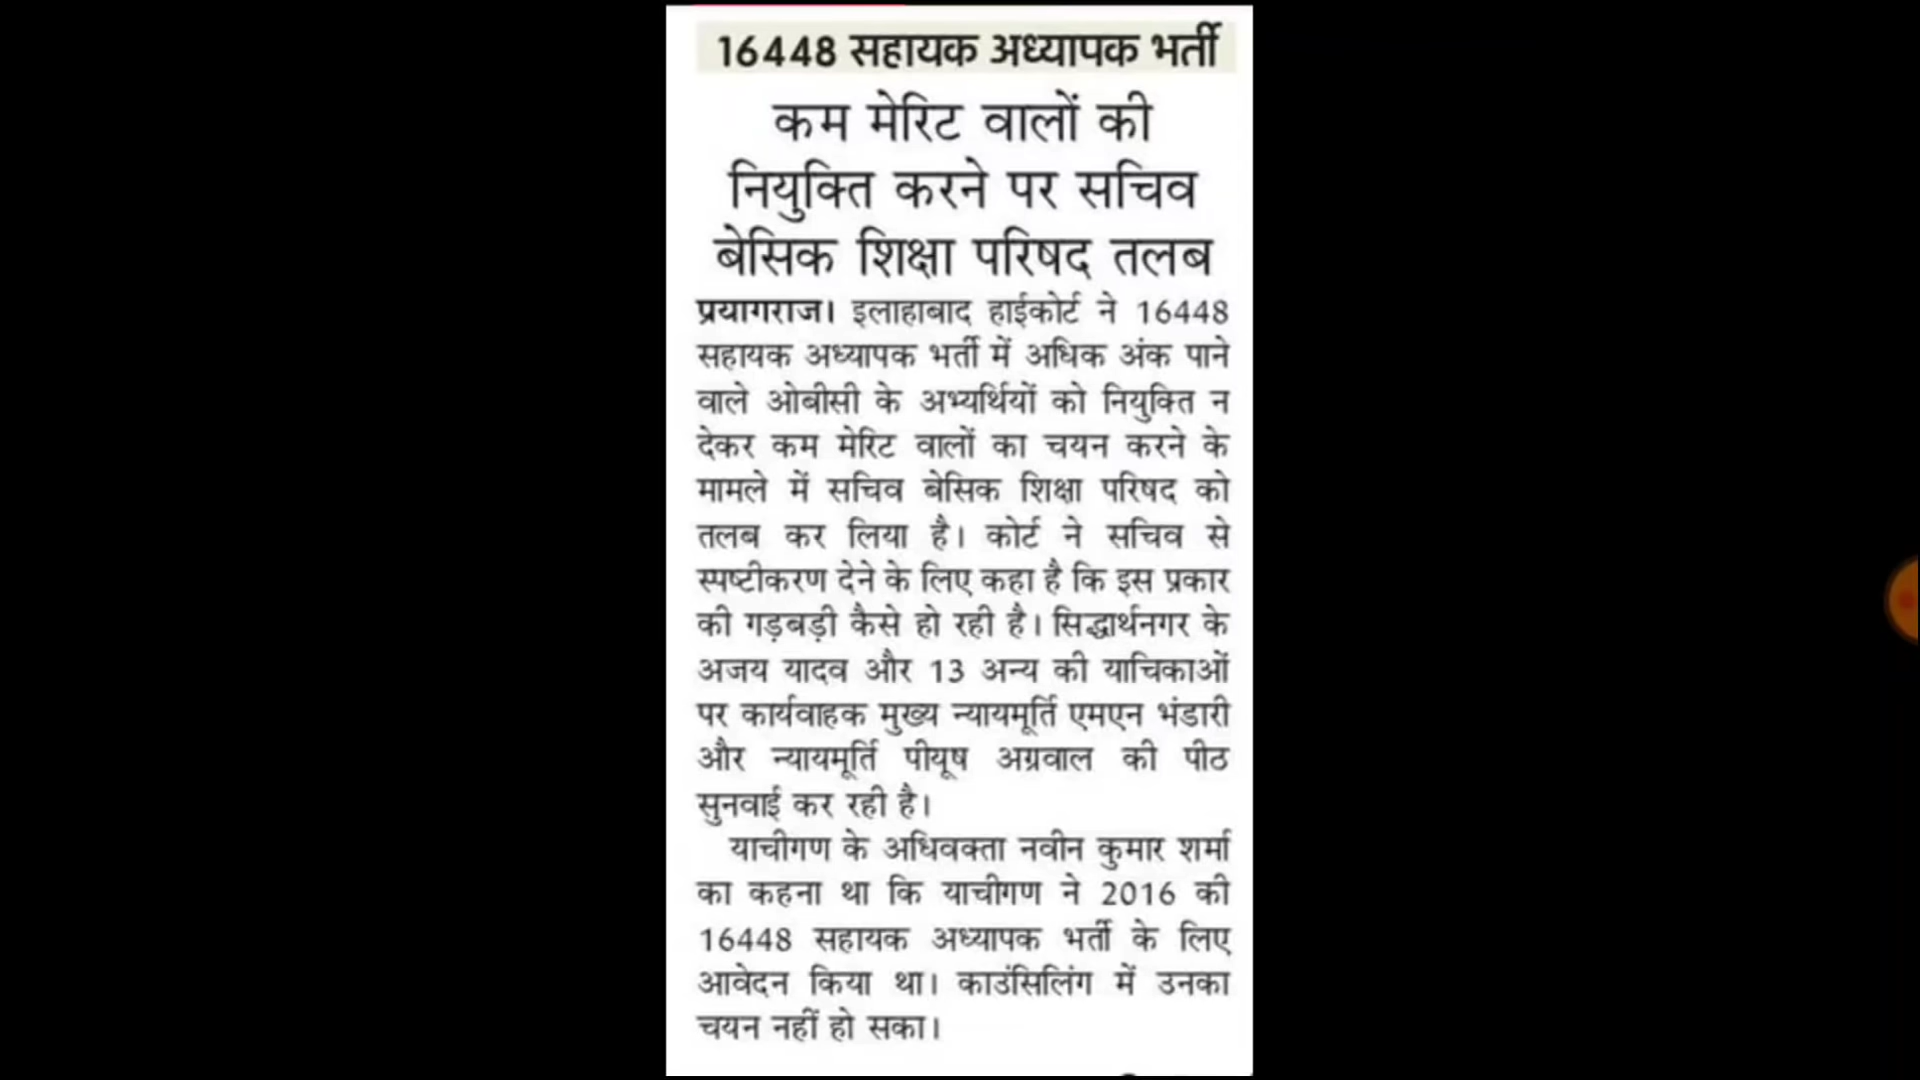 16448 सहायक अध्यापक भर्ती
कम मेरिट वालों की
नियुक्ति करने पर सचिव
बेसिक शिक्षा परिषद तलब
प्रयागराज। इलाहाबाद हाईकोर्ट ने 16448
सहायक अध्यापक भर्ती में अधिक अंक पाने
वाले ओबीसी के अभ्यर्थियों को नियुक्ति न
देकर कम मेरिट वालों का चयन करने के
मामले में सचिव बेसिक शिक्षा परिषद को
तलब कर लिया है। कोर्ट ने सचिव से
स्पष्टीकरण देने के लिए कहा है कि इस प्रकार
की गड़बड़ी कैसे हो रही है। सिद्धार्थनगर के
अजय यादव और 13 अन्य की याचिकाओं
पर कार्यवाहक मुख्य न्यायमूर्ति एमएन भंडारी
और न्यायमूर्ति पीयूष अग्रवाल की पीठ
सुनवाई कर रही है।
याचीगण के अधिवक्ता नवीन कुमार शर्मा
का कहना था कि याचीगण ने 2016 की
16448 सहायक अध्यापक भर्ती के लिए
आवेदन किया था। काउंसिलिंग में उनका
चयन नहीं हो सका।